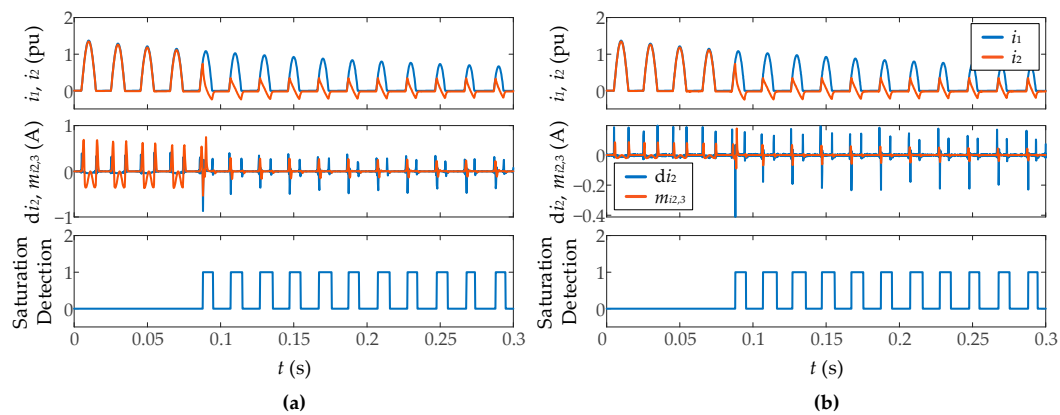 i1, i2 (pu)
2
1
0
di2, mi2,3 (A)
1
0
−1
Saturation
Detection
2
1
0
0
0.05
0.1
0.15
0.2
0.25
0.3
t (s)
(a)
i1, i2 (pu)
2
1
0
i1
i2
di2, mi2,3 (A)
0
−0.2
−0.4
di2
mi2,3
Saturation
Detection
2
1
0
0
0.05
0.1
0.15
0.2
0.25
0.3
t (s)
(b)